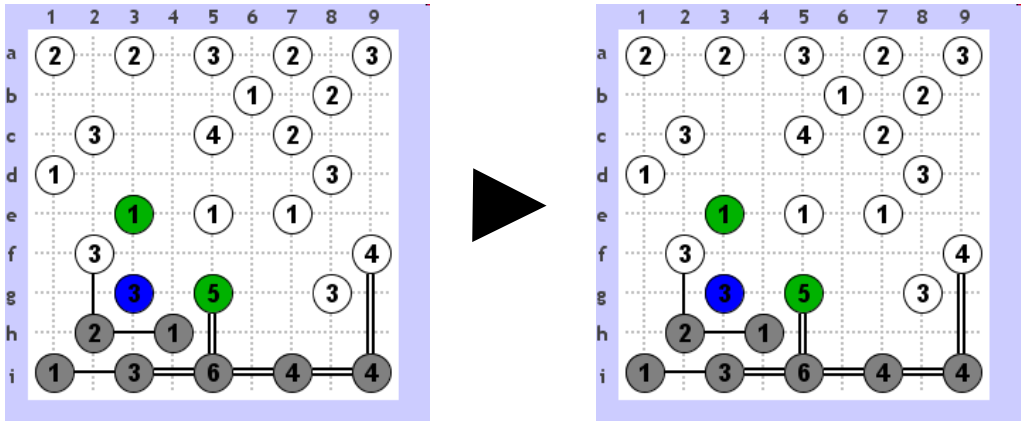 1 2 3 4 5 6 7 8 9 1 2 3 4 5 6 7 8 9
a 2 2 3 2 3 a 2 2 3 2 3
b 1 2 b 1 2
c 3 4 2 c 3 4 2
d 1 3 d 1 3
e 1 1 1 e 1 1 1
f 3 4 f 3 4
g 3 5 3 g 3 5 3
h 2 1 h 2 1
i 1 3 6 4 4 i 1 3 6 4 4